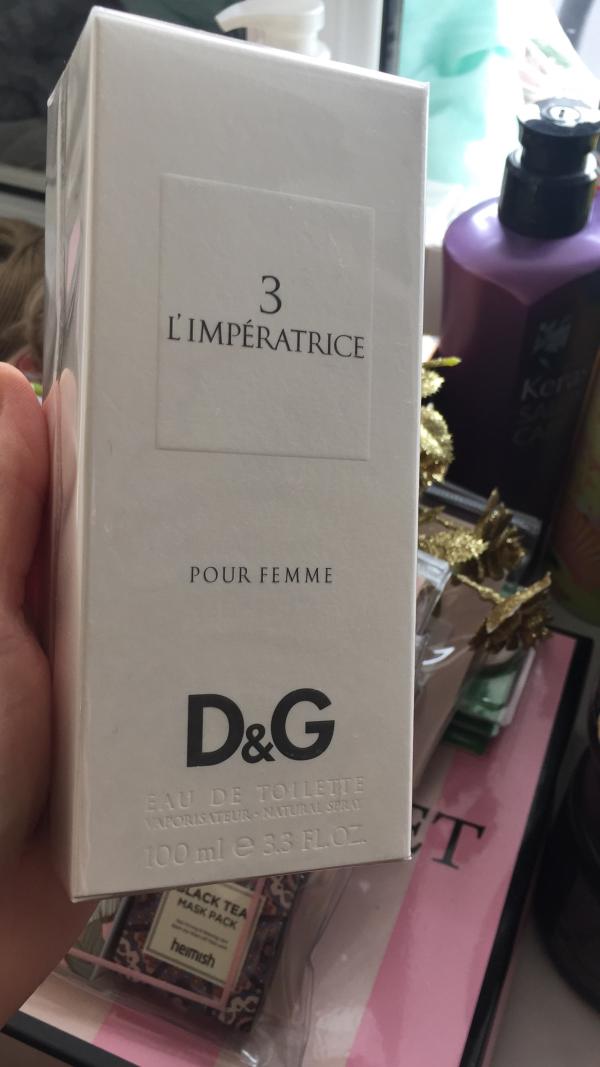 3
L'IMPÉRATRICE
POUR FEMME
D&G
EAU DE TOILETTE
VAPORISATEUR - NATURAL SPRAY
100 ml e 3.3 FL.OZ.
BLACK TEA
MASK PACK
heimish
ET